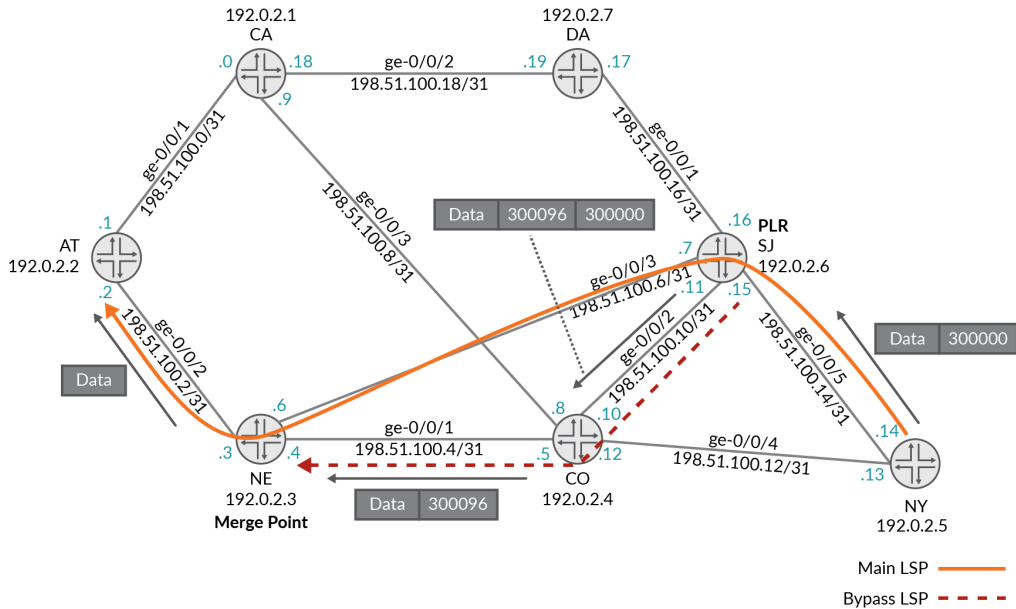 192.0.2.1
CA
192.0.2.7
DA
.0
.18
ge-0/0/2
198.51.100.18/31
.19
.17
.9
ge-0/0/1
198.51.100.0/31
ge-0/0/3
198.51.100.8/31
ge-0/0/1
198.51.100.16/31
Data 300096 300000
.1
AT
192.0.2.2
.2
.16
PLR
SJ
192.0.2.6
.7
.11
.15
ge-0/0/3
198.51.100.6/31
ge-0/0/2
198.51.100.2/31
ge-0/0/2
198.51.100.10/31
ge-0/0/5
198.51.100.14/31
Data 300000
Data
.6
.3
.4
ge-0/0/1
198.51.100.4/31
.8
.10
.5
.12
ge-0/0/4
198.51.100.12/31
.14
.13
NE
192.0.2.3
Merge Point
Data 300096
CO
192.0.2.4
NY
192.0.2.5
Main LSP
Bypass LSP